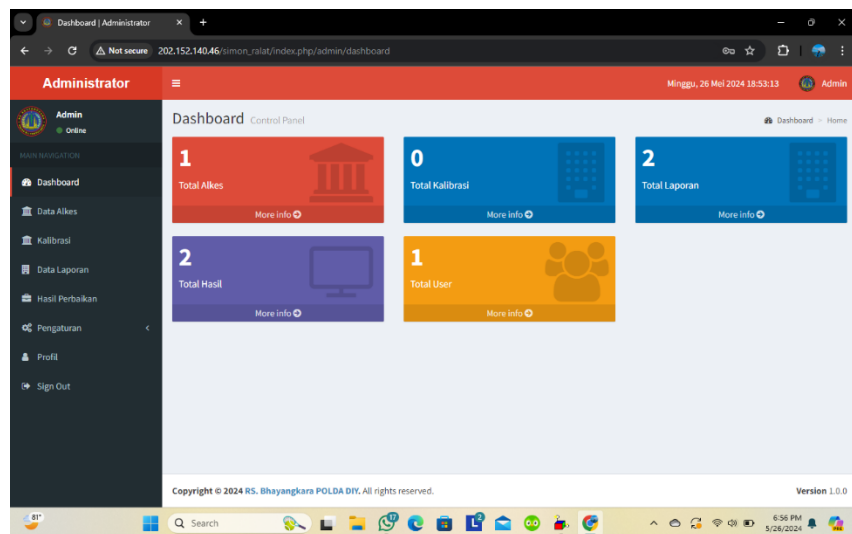 Dashboard | Administrator
Not secure 202.152.140.46/simon_ralat/index.php/admin/dashboard
Administrator
Minggu, 26 Mei 2024 18:53:13 Admin
Admin
Online
MAIN NAVIGATION
Dashboard
Data Alkes
Kalibrasi
Data Laporan
Hasil Perbaikan
Pengaturan
Profil
Sign Out
Dashboard Control Panel
Dashboard > Home
1
Total Alkes
More info
0
Total Kalibrasi
More info
2
Total Laporan
More info
2
Total Hasil
More info
1
Total User
More info
Copyright © 2024 RS. Bhayangkara POLDA DIY. All rights reserved.
Version 1.0.0
81°
Search
6:56 PM
5/26/2024